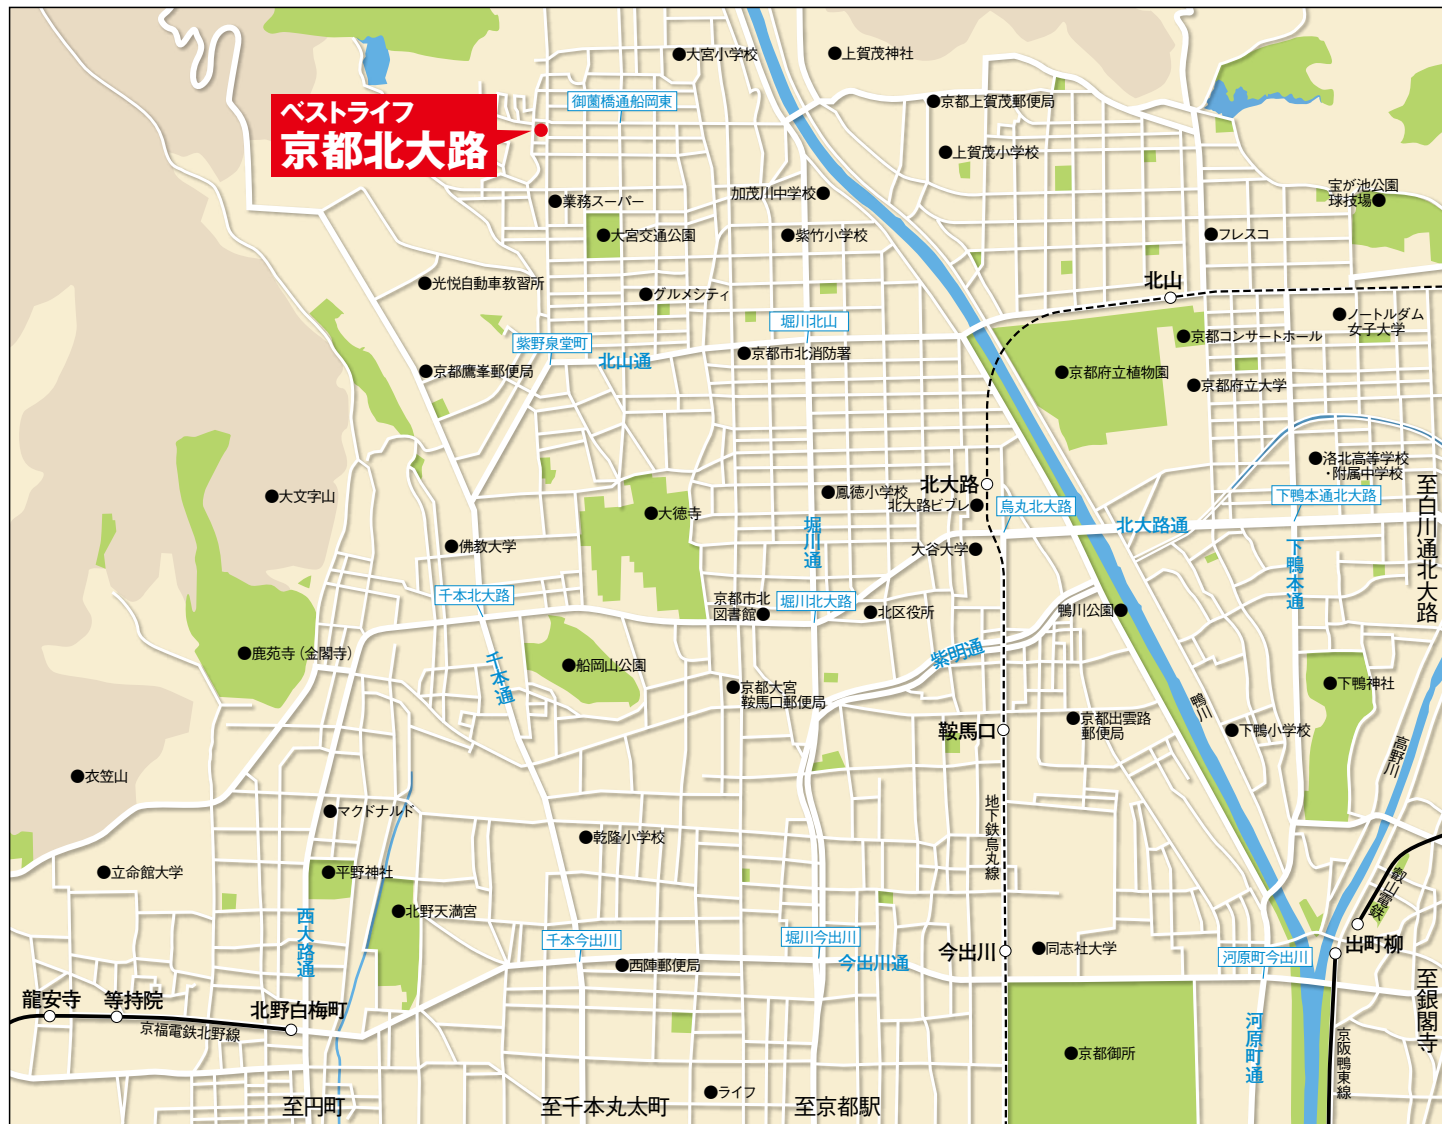 大宮小学校
上賀茂神社
ベストライフ
京都北大路
御薗橋通船岡東
京都上賀茂郵便局
上賀茂小学校
業務スーパー
加茂川中学校
宝が池公園
球技場
大宮交通公園
紫竹小学校
フレスコ
光悦自動車教習所
グルメシティ
北山
堀川北山
ノートルダム
女子大学
紫野泉堂町
北山通
京都市北消防署
京都コンサートホール
京都鷹峯郵便局
京都府立植物園
京都府立大学
洛北高等学校
・附属中学校
大文字山
大徳寺
鳳徳小学校
北大路
北大路ビブレ
烏丸北大路
下鴨本通北大路
至白川通北大路
北大路通
堀川通
下鴨本通
佛教大学
大谷大学
千本北大路
京都市北
図書館
堀川北大路
北区役所
鴨川公園
鹿苑寺（金閣寺）
千本通
船岡山公園
紫明通
京都大宮
鞍馬口郵便局
下鴨神社
鴨川
鞍馬口
京都出雲路
郵便局
下鴨小学校
高野川
衣笠山
マクドナルド
乾隆小学校
地下鉄烏丸線
立命館大学
平野神社
叡山電鉄
北野天満宮
西大路通
千本今出川
堀川今出川
今出川通
今出川
同志社大学
河原町今出川
出町柳
西陣郵便局
至銀閣寺
龍安寺
等持院
北野白梅町
京福電鉄北野線
河原町通
京都御所
京阪鴨東線
ライフ
至円町
至千本丸太町
至京都駅